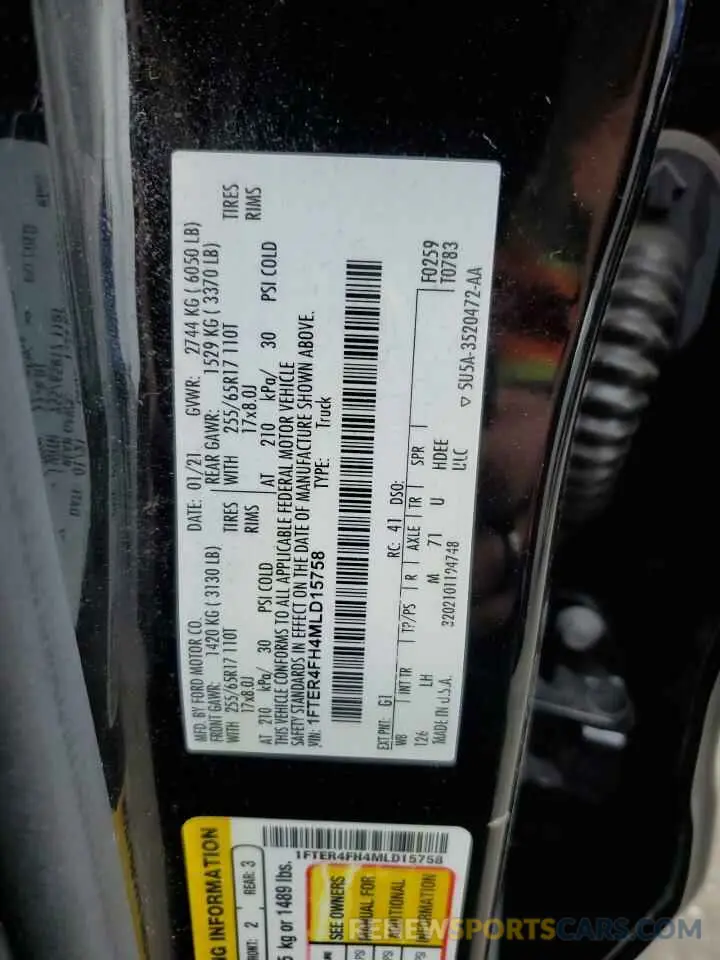 MFD. BY FORD MOTOR CO.
DATE: 01/21 GVWR: 2744 KG ( 6050 LB)
FRONT GAWR: 1420 KG ( 3130 LB) REAR GAWR: 1529 KG ( 3370 LB)
WITH 255/65R17 110T TIRES WITH 255/65R17 110T TIRES
17x8.0J RIMS 17x8.0J RIMS
AT 210 kPa/ 30 PSI COLD AT 210 kPa/ 30 PSI COLD
THIS VEHICLE CONFORMS TO ALL APPLICABLE FEDERAL MOTOR VEHICLE
SAFETY STANDARDS IN EFFECT ON THE DATE OF MANUFACTURE SHOWN ABOVE.
VIN: 1FTER4FH4MLD15758 TYPE: Truck
EXT PNT: G1 RC: 41 DSO: F0259
T0783
WB INT TR TP/PS R AXLE TR SPR
126 LH M 71 U HDEE
MADE IN U.S.A. 5U5A-3520472-AA
1FTER4FH4MLD15758
NG INFORMATION
FRONT: 2 REAR: 3
5 kg or 1489 lbs.
SEE OWNERS
MANUAL FOR
ADDITIONAL
INFORMATION
RENEWSPORTSCARS.COM